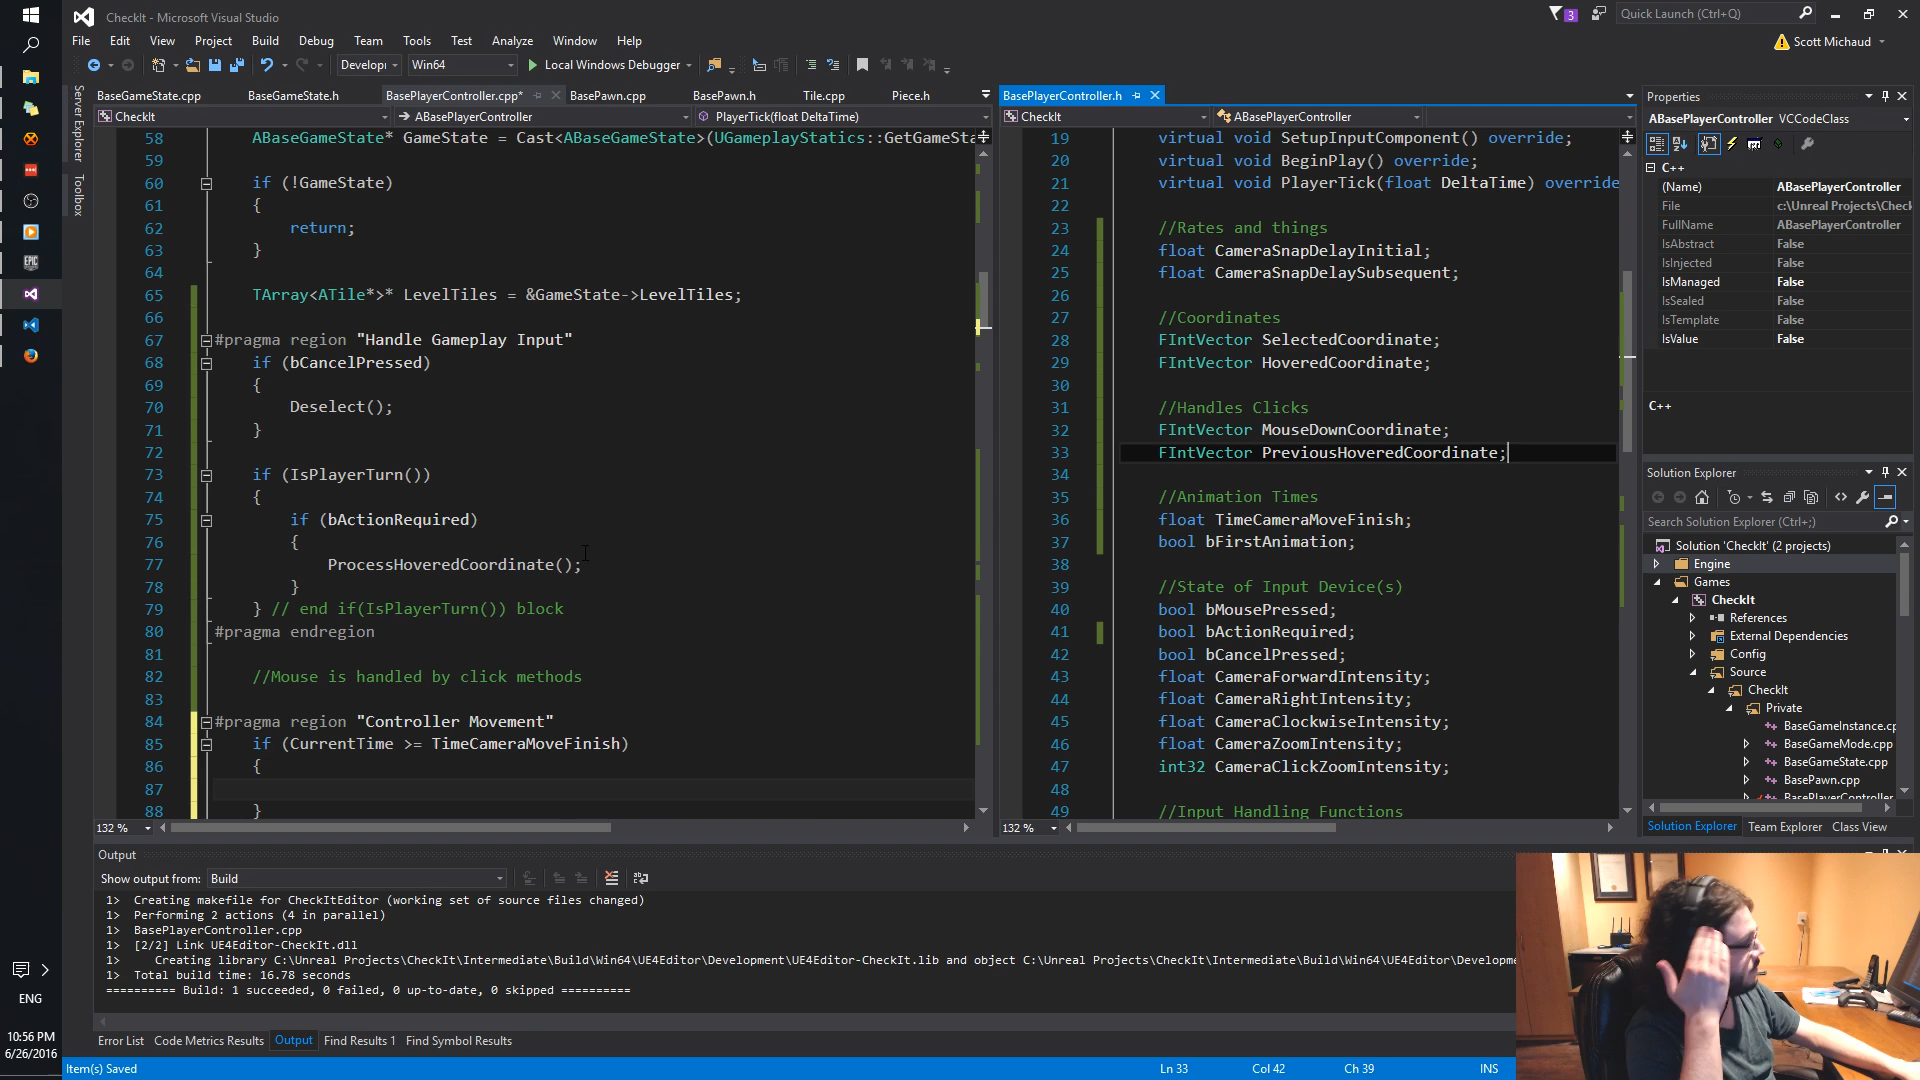 CheckIt - Microsoft Visual Studio
3
Quick Launch (Ctrl+Q)
File Edit View Project Build Debug Team Tools Test Analyze Window Help
Scott Michaud
Develop Win64 Local Windows Debugger
Server Explorer
Toolbox
BaseGameState.cpp BaseGameState.h BasePlayerController.cpp* BasePawn.cpp BasePawn.h Tile.cpp Piece.h
CheckIt ABasePlayerController PlayerTick(float DeltaTime)
58 ABaseGameState* GameState = Cast<ABaseGameState>(UGameplayStatics::GetGameSta
59
60 if (!GameState)
61 {
62 return;
63 }
64
65 TArray<ATile*>* LevelTiles = &GameState->LevelTiles;
66
67 #pragma region "Handle Gameplay Input"
68 if (bCancelPressed)
69 {
70 Deselect();
71 }
72
73 if (IsPlayerTurn())
74 {
75 if (bActionRequired)
76 {
77 ProcessHoveredCoordinate();
78 }
79 } // end if(IsPlayerTurn()) block
80 #pragma endregion
81
82 //Mouse is handled by click methods
83
84 #pragma region "Controller Movement"
85 if (CurrentTime >= TimeCameraMoveFinish)
86 {
87
88 }
132 %
BasePlayerController.h
CheckIt ABasePlayerController
19 virtual void SetupInputComponent() override;
20 virtual void BeginPlay() override;
21 virtual void PlayerTick(float DeltaTime) override
22
23 //Rates and things
24 float CameraSnapDelayInitial;
25 float CameraSnapDelaySubsequent;
26
27 //Coordinates
28 FIntVector SelectedCoordinate;
29 FIntVector HoveredCoordinate;
30
31 //Handles Clicks
32 FIntVector MouseDownCoordinate;
33 FIntVector PreviousHoveredCoordinate;
34
35 //Animation Times
36 float TimeCameraMoveFinish;
37 bool bFirstAnimation;
38
39 //State of Input Device(s)
40 bool bMousePressed;
41 bool bActionRequired;
42 bool bCancelPressed;
43 float CameraForwardIntensity;
44 float CameraRightIntensity;
45 float CameraClockwiseIntensity;
46 float CameraZoomIntensity;
47 int32 CameraClickZoomIntensity;
48
49 //Input Handling Functions
132 %
Properties
ABasePlayerController VCCodeClass
C++
(Name) ABasePlayerController
File c:\Unreal Projects\Check
FullName ABasePlayerController
IsAbstract False
IsInjected False
IsManaged False
IsSealed False
IsTemplate False
IsValue False
C++
Solution Explorer
Search Solution Explorer (Ctrl+;)
Solution 'CheckIt' (2 projects)
Engine
Games
CheckIt
References
External Dependencies
Config
Source
CheckIt
Private
BaseGameInstance.cp
BaseGameMode.cpp
BaseGameState.cpp
BasePawn.cpp
BasePlayerController
Solution Explorer Team Explorer Class View
Output
Show output from: Build
1> Creating makefile for CheckItEditor (working set of source files changed)
1> Performing 2 actions (4 in parallel)
1> BasePlayerController.cpp
1> [2/2] Link UE4Editor-CheckIt.dll
1> Creating library C:\Unreal Projects\CheckIt\Intermediate\Build\Win64\UE4Editor\Development\UE4Editor-CheckIt.lib and object C:\Unreal Projects\CheckIt\Intermediate\Build\Win64\UE4Editor\Developme
1> Total build time: 16.78 seconds
========== Build: 1 succeeded, 0 failed, 0 up-to-date, 0 skipped ==========
Error List Code Metrics Results Output Find Results 1 Find Symbol Results
Item(s) Saved Ln 33 Col 42 Ch 39 INS
EPIC
ENG
10:56 PM
6/26/2016